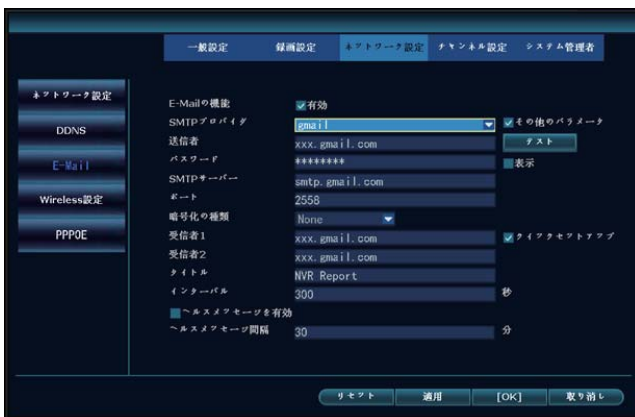 一般設定 録画設定 ネットワーク設定 チャンネル設定 システム管理者
ネットワーク設定
DDNS
E-Mail
Wireless設定
PPPOE
E-Mailの機能 有効
SMTPプロバイダ gmail その他のパラメータ
送信者 xxx.gmail.com テスト
パスワード ******** 表示
SMTPサーバー smtp.gmail.com
ポート 2558
暗号化の種類 None
受信者1 xxx.gmail.com クイックセットアップ
受信者2 xxx.gmail.com
タイトル NVR Report
インターバル 300 秒
ヘルスメッセージを有効
ヘルスメッセージ間隔 30 分
リセット 適用 [OK] 取り消し